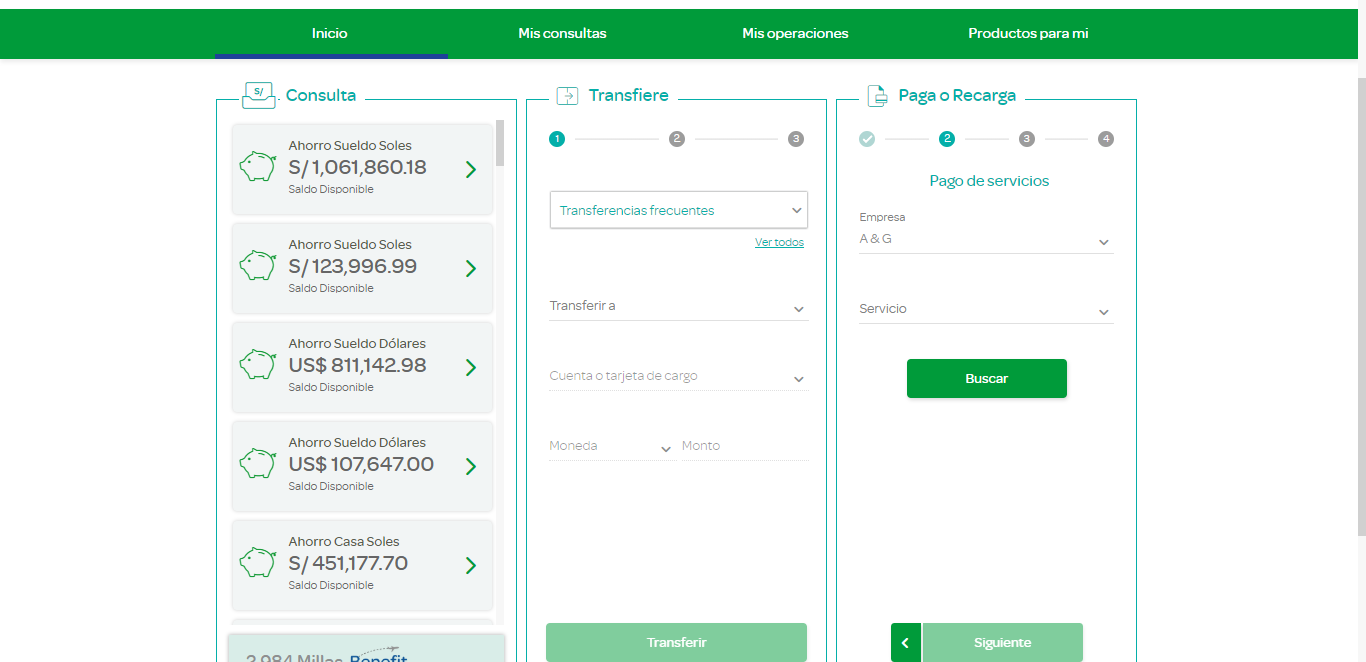 Inicio
Mis consultas
Mis operaciones
Productos para mi
S/
Consulta
Ahorro Sueldo Soles
S/ 1,061,860.18
Saldo Disponible
Ahorro Sueldo Soles
S/ 123,996.99
Saldo Disponible
Ahorro Sueldo Dólares
US$ 811,142.98
Saldo Disponible
Ahorro Sueldo Dólares
US$ 107,647.00
Saldo Disponible
Ahorro Casa Soles
S/ 451,177.70
Saldo Disponible
2,984 Millas Benefit
Transfiere
1
2
3
Transferencias frecuentes
Ver todos
Transferir a
Cuenta o tarjeta de cargo
Moneda
Monto
Transferir
Paga o Recarga
2
3
4
Pago de servicios
Empresa
A & G
Servicio
Buscar
Siguiente